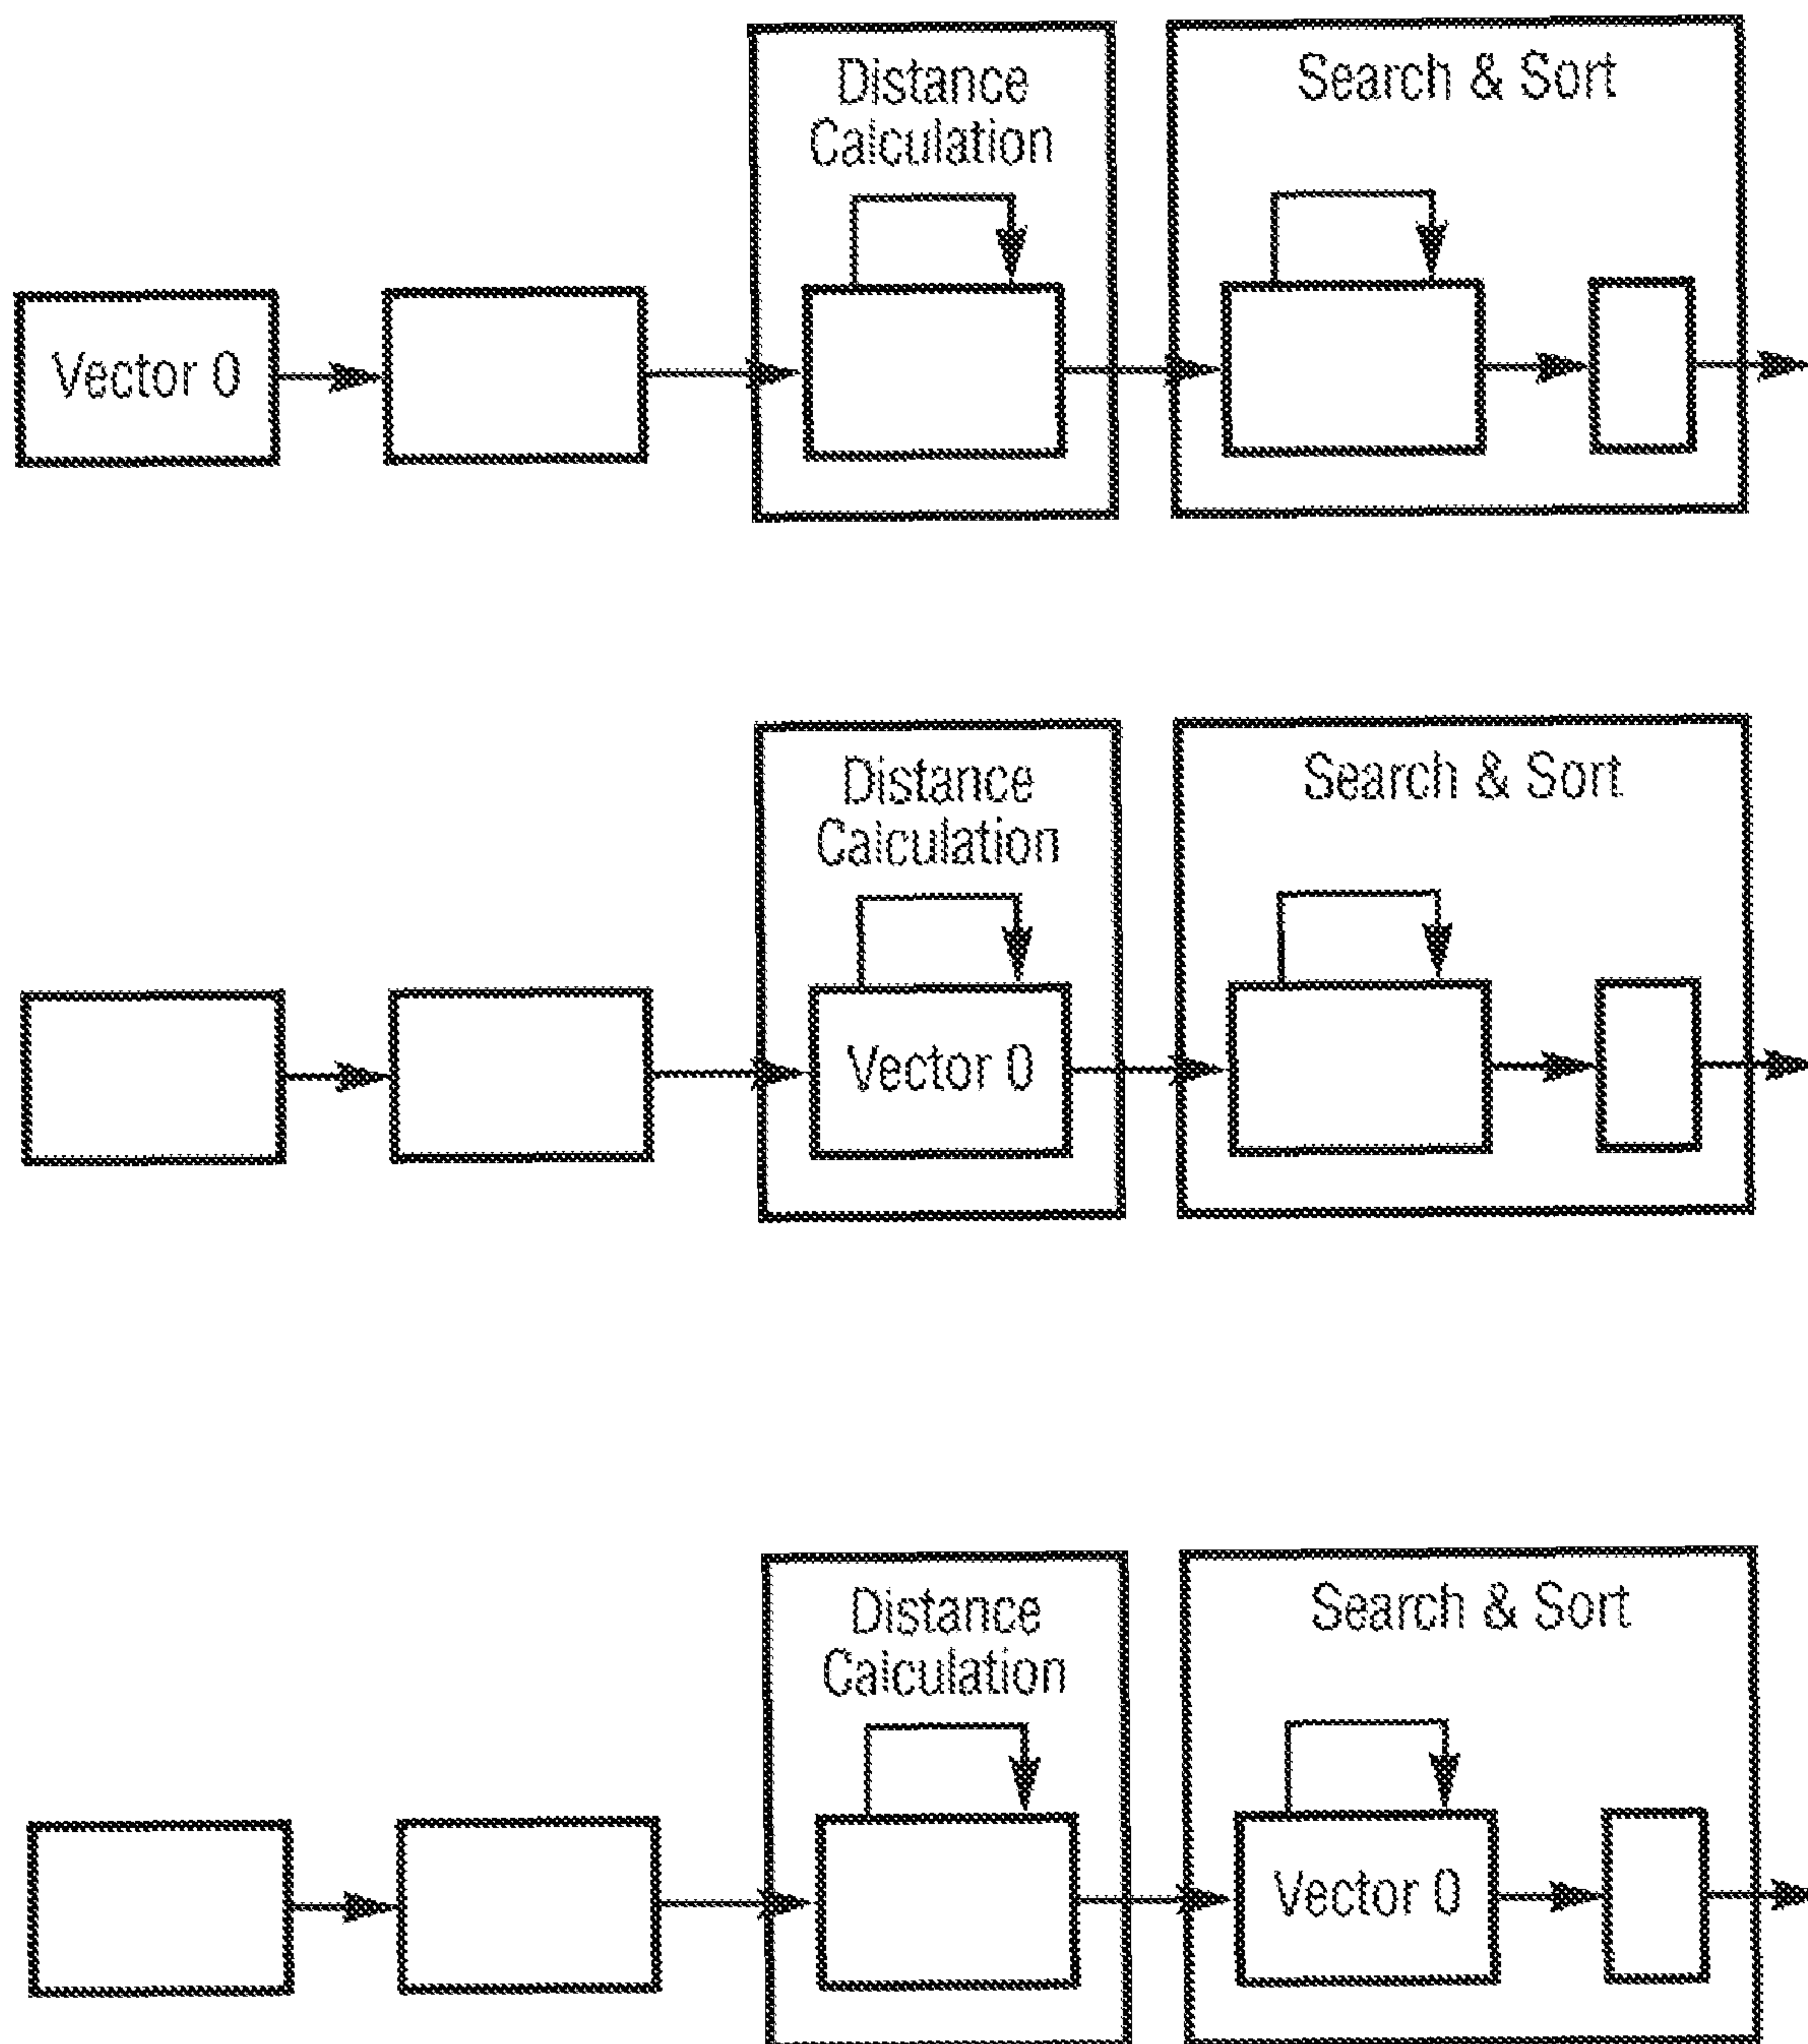 Distance
Calculation
Search & Sort
Vector 0
Distance
Calculation
Search & Sort
Vector 0
Distance
Calculation
Search & Sort
Vector 0